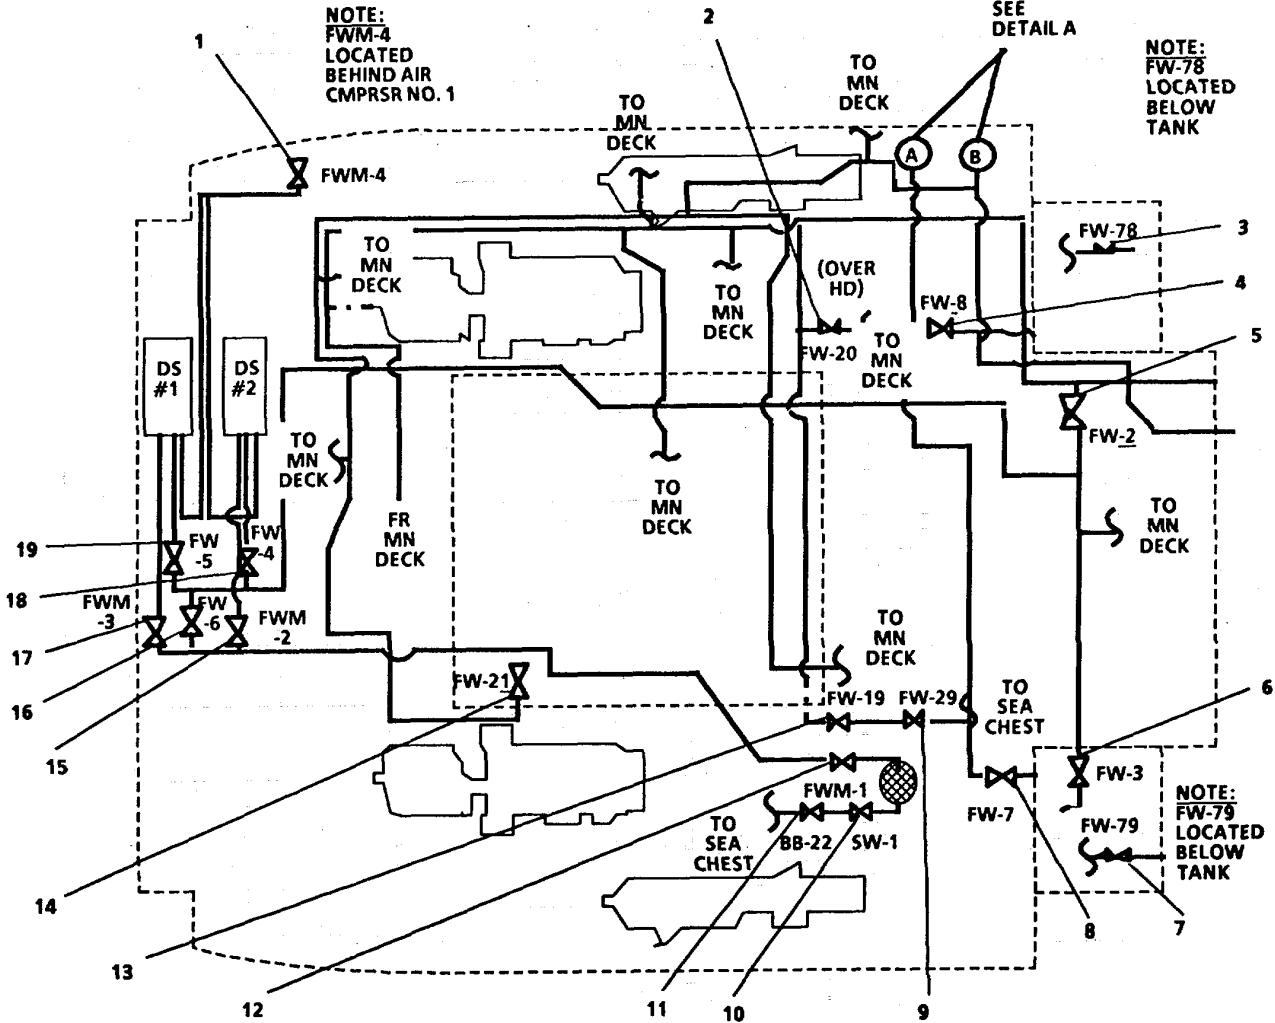 NOTE:
FWM-4
LOCATED
BEHIND AIR
CMPRSR NO. 1
1
2
SEE
DETAIL A
NOTE:
FW-78
LOCATED
BELOW
TANK
TO
MN
DECK
TO
MN
DECK
A
B
FWM-4
FW-78
3
TO
MN
DECK
(OVER
HD)
TO
MN
DECK
FW-8
4
FW-20
TO
MN
DECK
5
DS
#1
DS
#2
FW-2
TO
MN
DECK
TO
MN
DECK
FR
MN
DECK
TO
MN
DECK
19
FW
-5
FW
-4
18
FWM
-3
FW
-6
FWM
-2
17
TO
MN
DECK
16
FW-21
FW-19
FW-29
TO
SEA
CHEST
6
15
FWM-1
FW-7
FW-3
NOTE:
FW-79
LOCATED
BELOW
TANK
TO
SEA
CHEST
BB-22
SW-1
FW-79
14
13
12
11
10
9
8
7